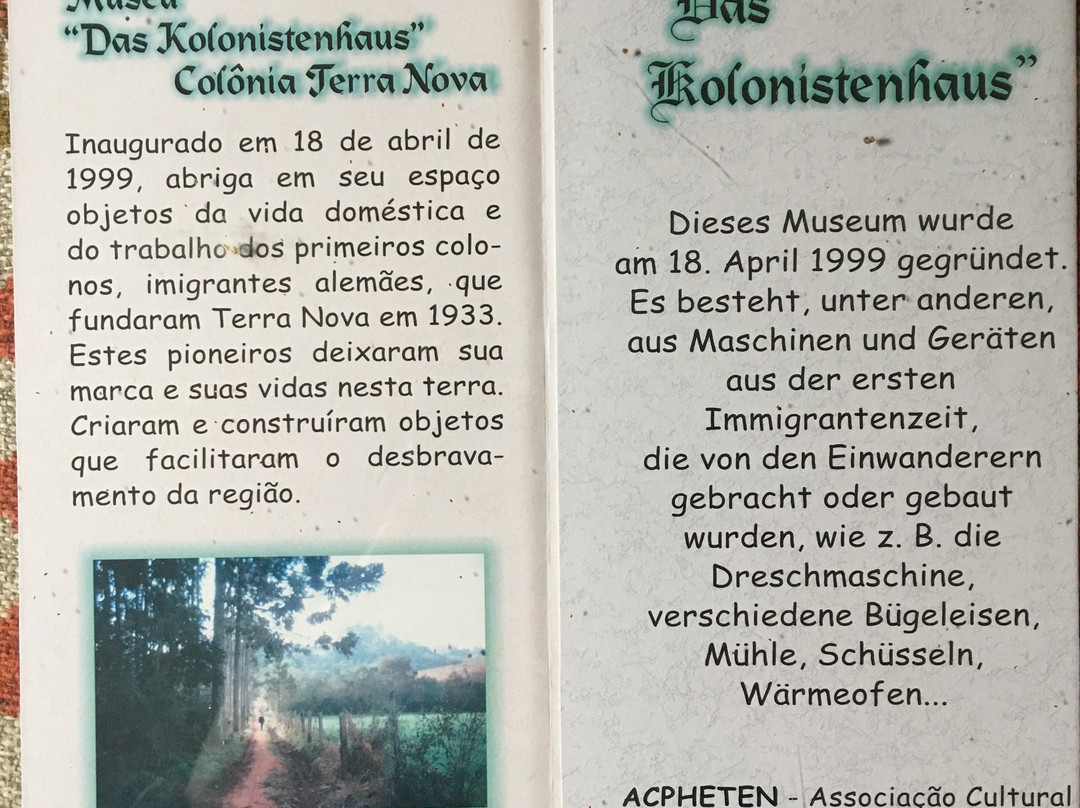 Museu
“Das Kolonistenhaus”
Colônia Terra Nova
Inaugurado em 18 de abril de
1999, abriga em seu espaço
objetos da vida doméstica e
do trabalho dos primeiros colo-
nos, imigrantes alemães, que
fundaram Terra Nova em 1933.
Estes pioneiros deixaram sua
marca e suas vidas nesta terra.
Criaram e construíram objetos
que facilitaram o desbrava-
mento da região.
Das
Kolonistenhaus”
Dieses Museum wurde
am 18. April 1999 gegründet.
Es besteht, unter anderen,
aus Maschinen und Geräten
aus der ersten
Immigrantenzeit,
die von den Einwanderern
gebracht oder gebaut
wurden, wie z. B. die
Dreschmaschine,
verschiedene Bügeleisen,
Mühle, Schüsseln,
Wärmeofen...
ACPHETEN - Associação Cultural